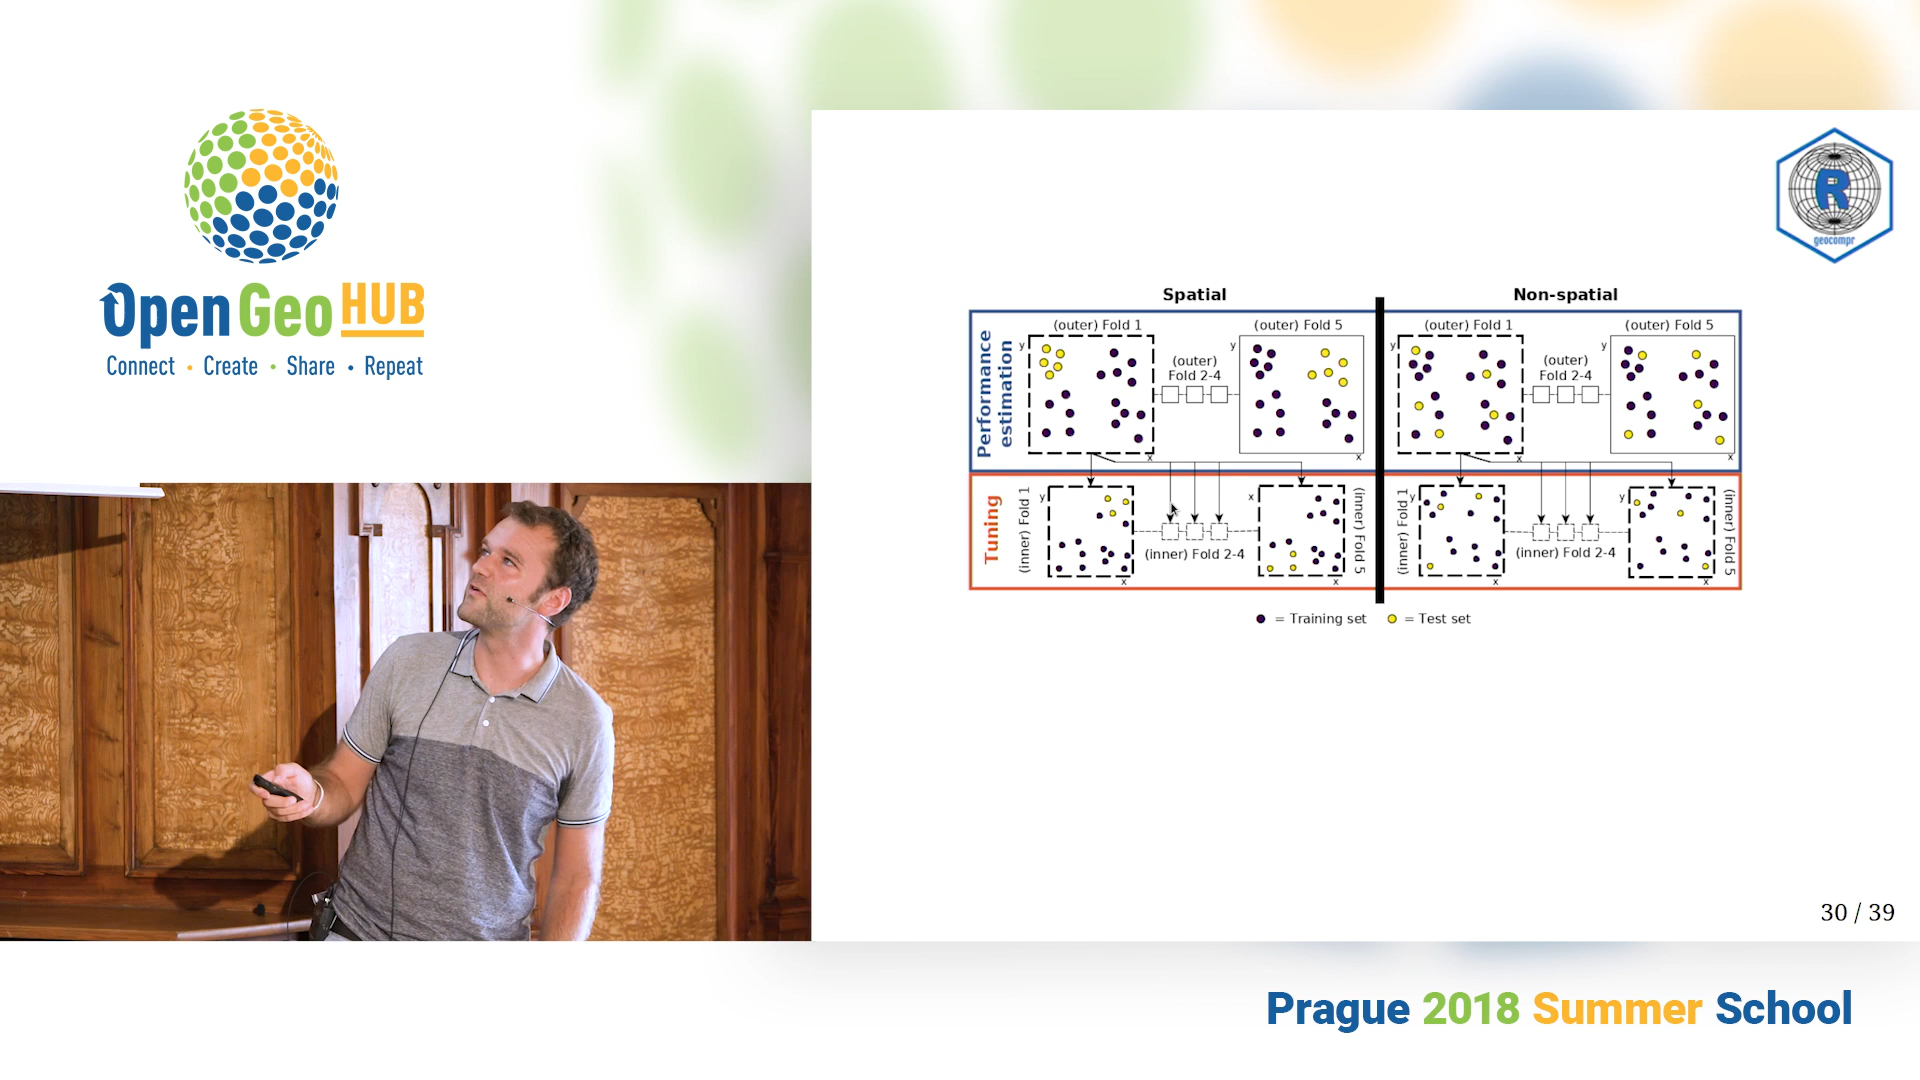 OpenGeoHUB
Connect • Create • Share • Repeat
R
geocompr
Spatial
Non-spatial
Performance estimation
(outer) Fold 1
(outer)
Fold 2-4
(outer) Fold 5
(outer) Fold 1
(outer)
Fold 2-4
(outer) Fold 5
y
x
y
x
y
x
y
x
Tuning
(inner) Fold 1
(inner) Fold 2-4
(inner) Fold 5
(inner) Fold 1
(inner) Fold 2-4
(inner) Fold 5
y
x
x
x
y
x
y
x
= Training set
= Test set
30 / 39
Prague 2018 Summer School